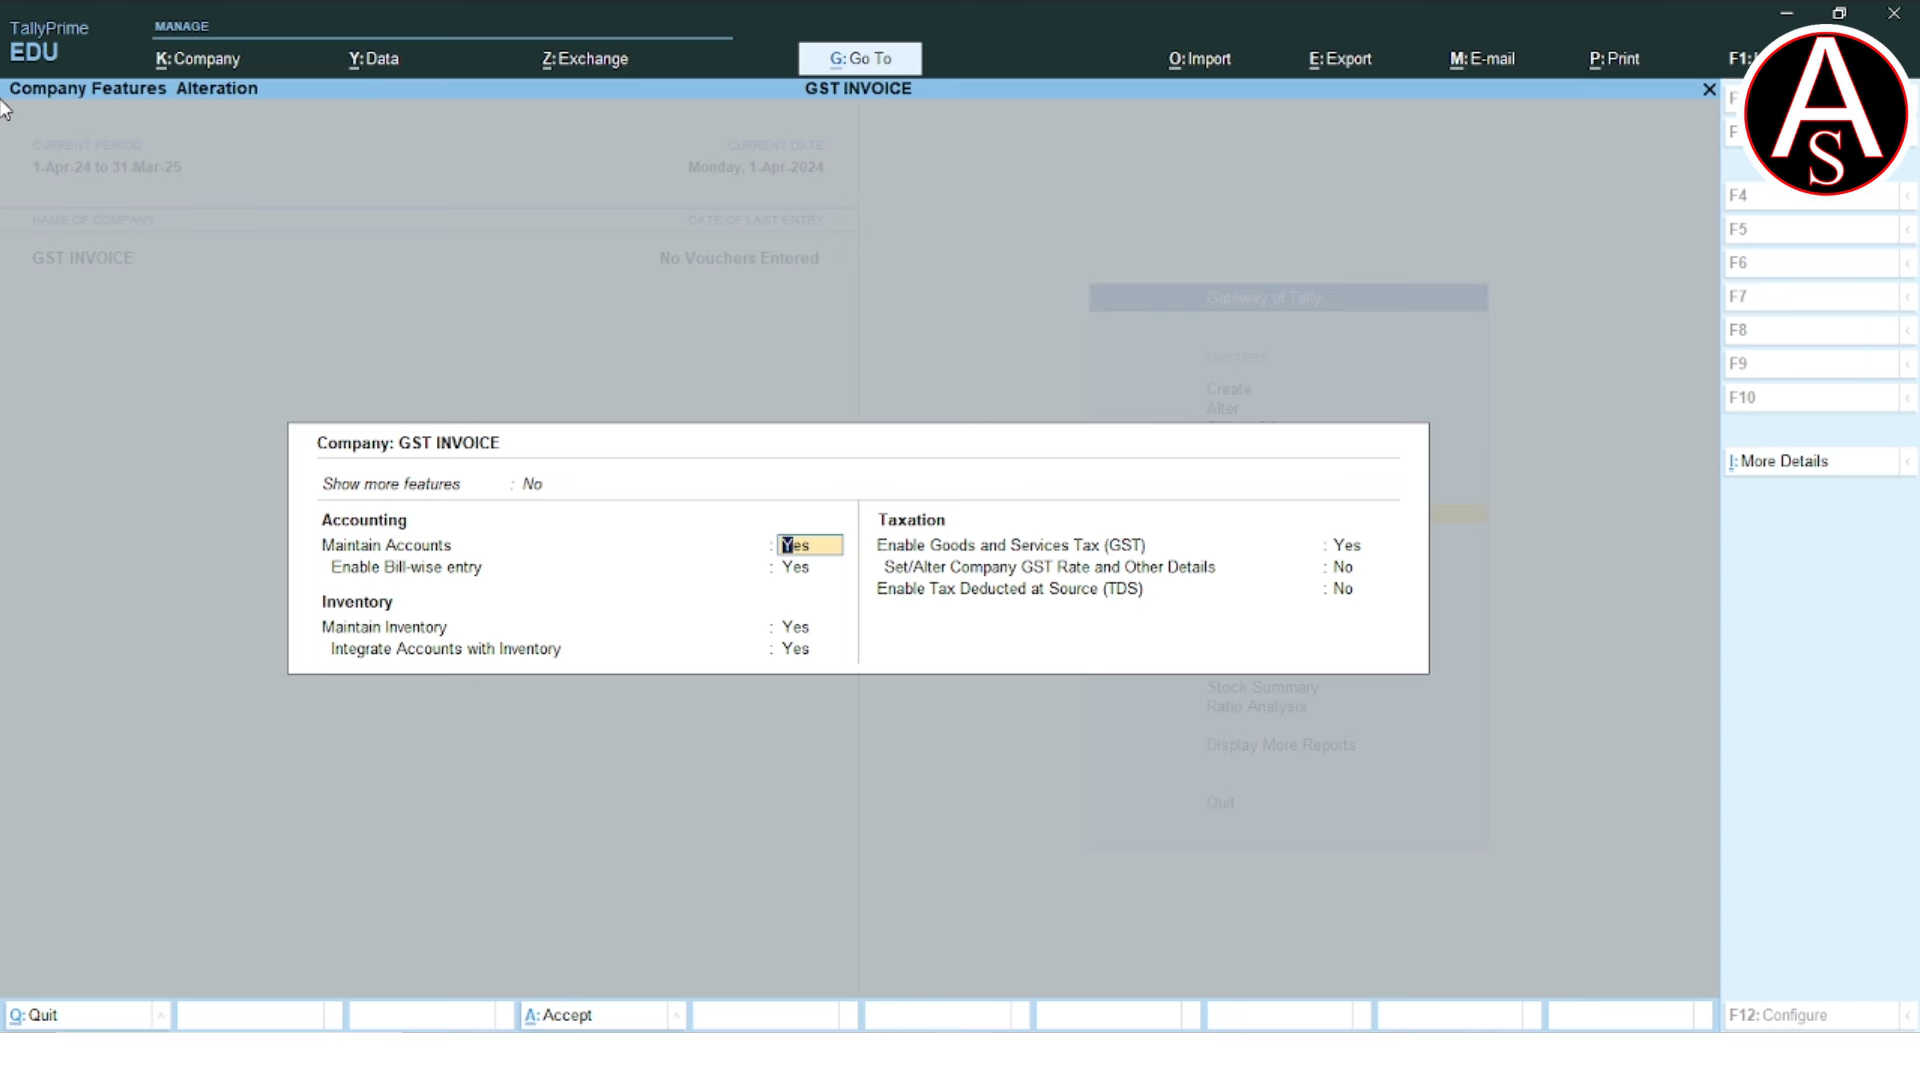 TallyPrime
EDU
MANAGE
K:Company
Y:Data
Z:Exchange
G:Go To
O:Import
E:Export
M:E-mail
P:Print
F1:
Company Features Alteration
GST INVOICE
CURRENT PERIOD
1-Apr-24 to 31-Mar-25
CURRENT DATE
Monday, 1-Apr-2024
NAME OF COMPANY
DATE OF LAST ENTRY
GST INVOICE
No Vouchers Entered
Gateway of Tally
MASTERS
Create
Alter
Company: GST INVOICE
Show more features : No
Accounting
Maintain Accounts : Yes
Enable Bill-wise entry : Yes
Inventory
Maintain Inventory : Yes
Integrate Accounts with Inventory : Yes
Taxation
Enable Goods and Services Tax (GST) : Yes
Set/Alter Company GST Rate and Other Details : No
Enable Tax Deducted at Source (TDS) : No
Stock Summary
Ratio Analysis
Display More Reports
Quit
AS
F
F
F4
F5
F6
F7
F8
F9
F10
I:More Details
Q:Quit
A:Accept
F12:Configure